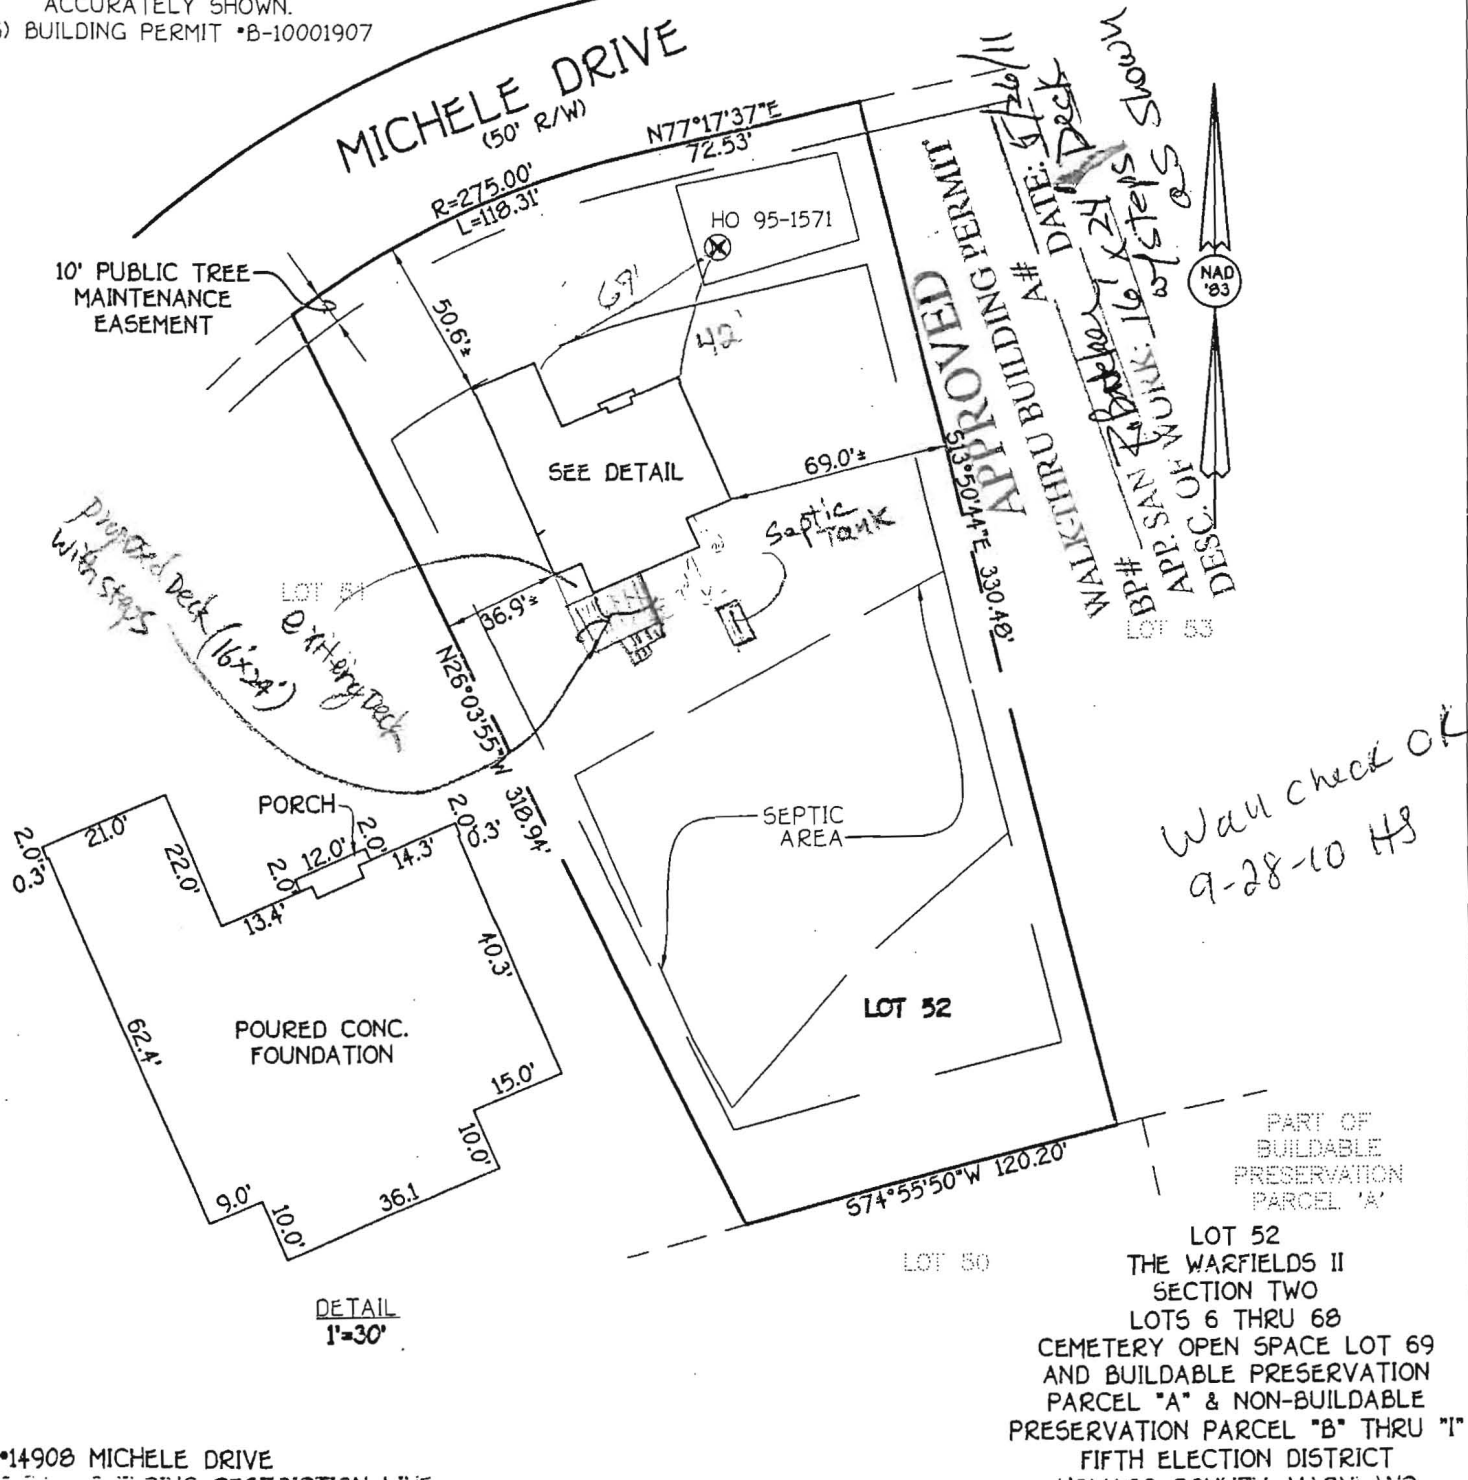 ACCURATELY SHOWN.
) BUILDING PERMIT *B-10001907
MICHELE DRIVE
(50' R/W)
N77°17'37"E
72.53'
R=275.00'
L=118.31'
HO 95-1571
10' PUBLIC TREE
MAINTENANCE
EASEMENT
50.6'±
69'
42'
NAD
'83
APPROVED
WALK-THRU BUILDING PERMIT
BP# A# DATE:
APP. SAN
DESC. OF WORK: 16' x 24' Deck
w/steps as shown
SEE DETAIL
69.0'±
S13°50'44"E 330.48'
Septic
Tank
proposed Deck (16'x24')
with steps
LOT 51
Existing Deck
36.9'±
N26°03'55"W 318.94'
LOT 53
Wall check OK
9-28-10 HS
SEPTIC
AREA
PORCH
2.0'
0.3'
21.0'
22.0'
13.4'
2.0'
12.0'
2.0'
14.3'
2.0'
0.3'
40.3'
62.4'
POURED CONC.
FOUNDATION
15.0'
10.0'
36.1
9.0'
10.0'
LOT 52
S74°55'50"W 120.20'
PART OF
BUILDABLE
PRESERVATION
PARCEL 'A'
LOT 50
DETAIL
1"=30'
LOT 52
THE WARFIELDS II
SECTION TWO
LOTS 6 THRU 68
CEMETERY OPEN SPACE LOT 69
AND BUILDABLE PRESERVATION
PARCEL "A" & NON-BUILDABLE
PRESERVATION PARCEL "B" THRU "I"
FIFTH ELECTION DISTRICT
*14908 MICHELE DRIVE